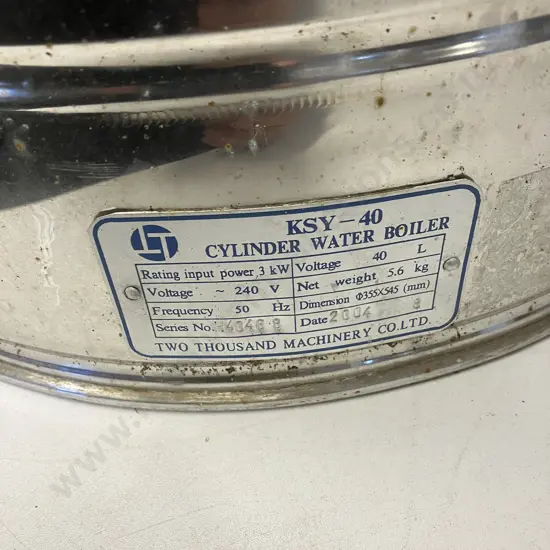 KSY-40
CYLINDER WATER BOILER
Rating input power 3 kW Voltage 40 L
Voltage ~ 240 V Net weight 5.6 kg
Frequency 50 Hz Dimension Φ355X545 (mm)
Series No. Date 2004 8
TWO THOUSAND MACHINERY CO.LTD.